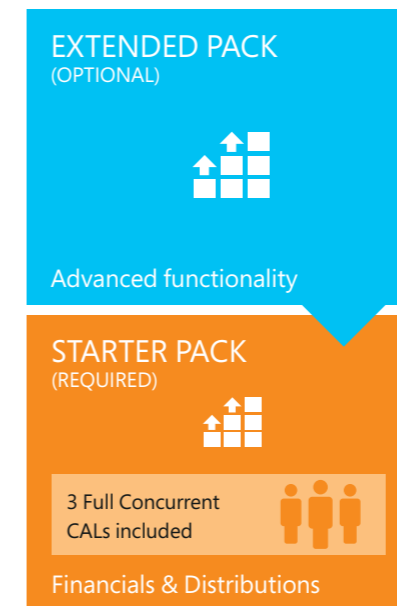 EXTENDED PACK
(OPTIONAL)
Advanced functionality
STARTER PACK
(REQUIRED)
3 Full Concurrent
CALs included
Financials & Distributions